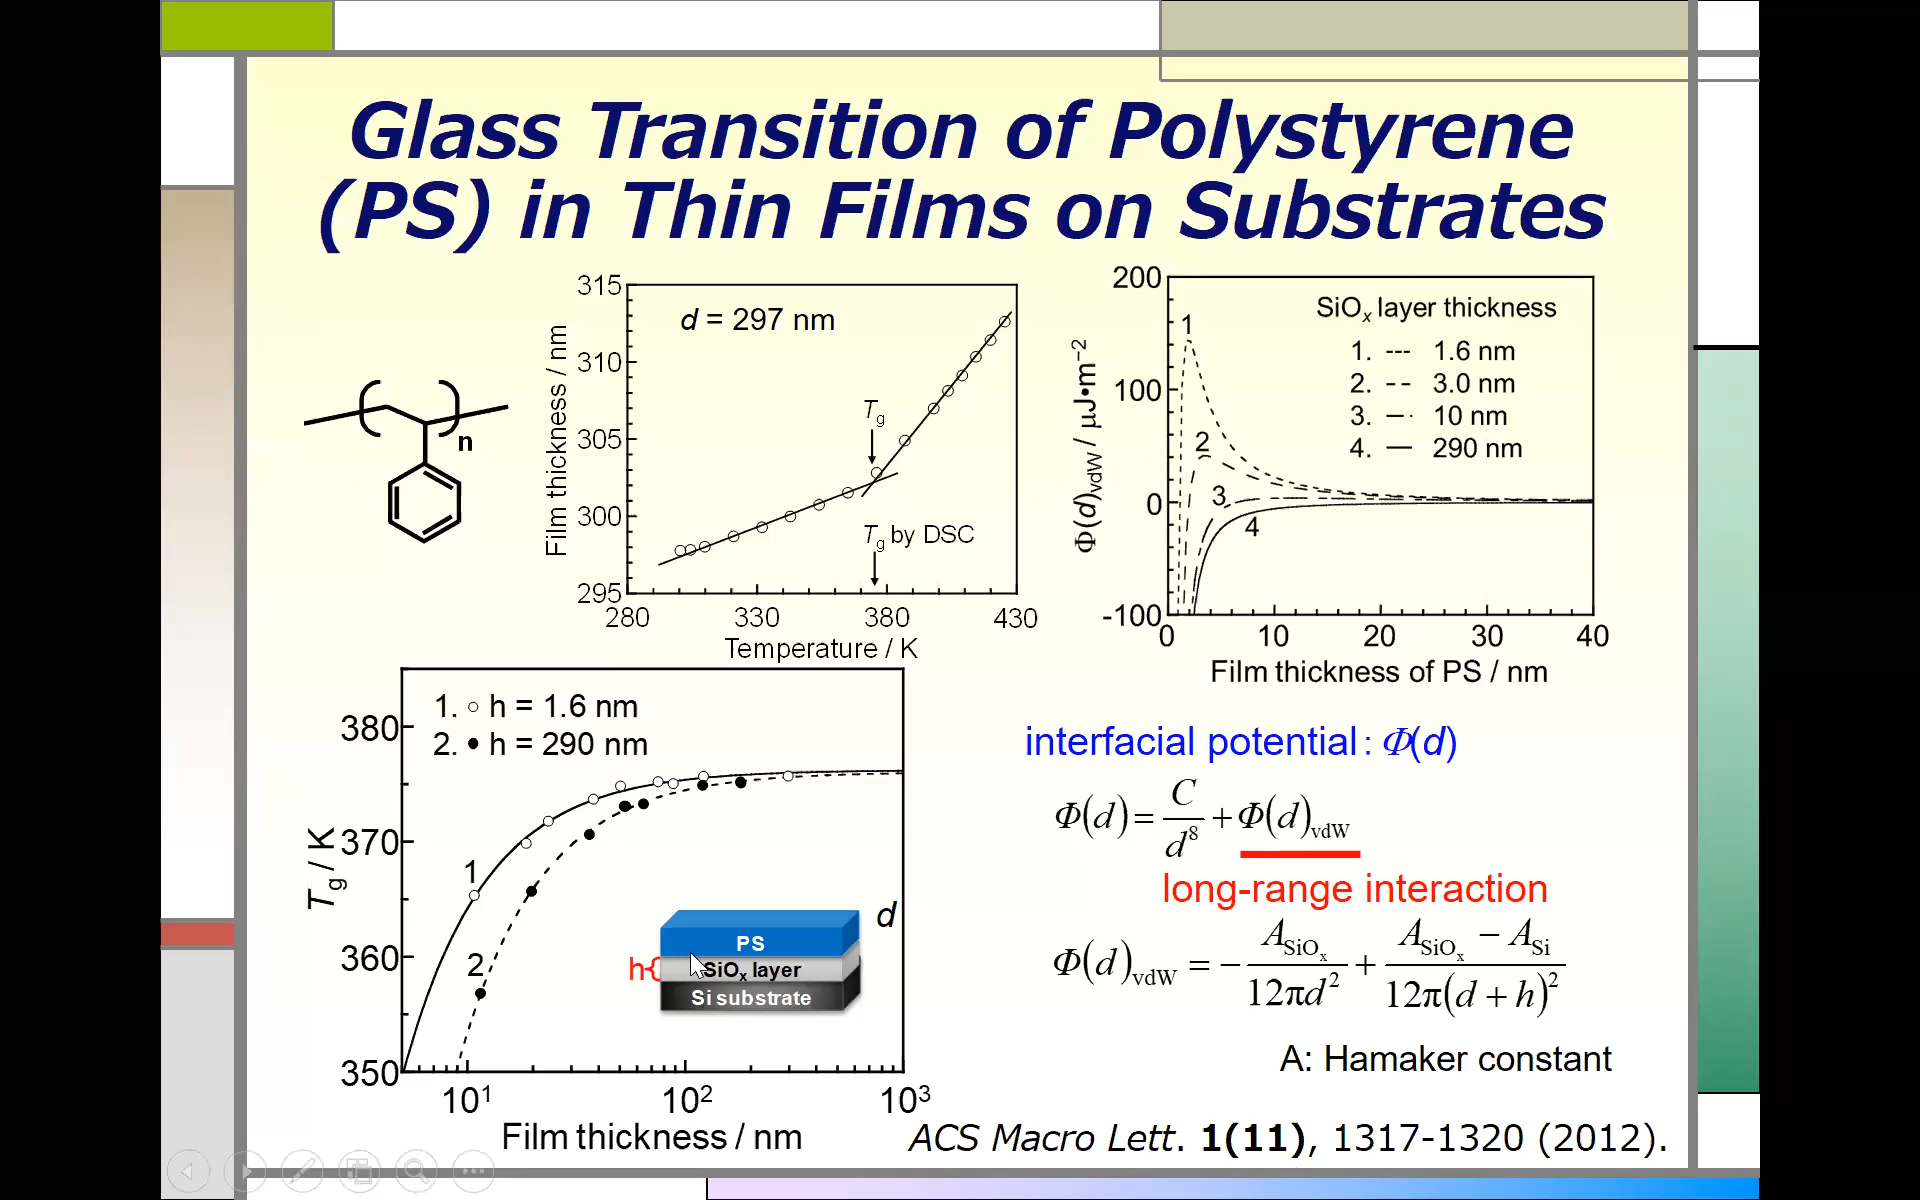 Glass Transition of Polystyrene
(PS) in Thin Films on Substrates
n
315
310
305
300
295
280
330
380
430
Film thickness / nm
Temperature / K
d = 297 nm
Tg
Tg by DSC
200
100
0
-100
0
10
20
30
40
Φ(d)vdW / μJ•m⁻²
Film thickness of PS / nm
SiOx layer thickness
1. --- 1.6 nm
2. -- 3.0 nm
3. —· 10 nm
4. — 290 nm
1
2
3
4
380
370
360
350
10¹
10²
10³
Tg / K
Film thickness / nm
1. ○ h = 1.6 nm
2. ● h = 290 nm
1
2
d
h
PS
SiOx layer
Si substrate
interfacial potential : Φ(d)
Φ(d) = C/d⁸ + Φ(d)vdW
long-range interaction
Φ(d)vdW = − ASiOx/12πd² + (ASiOx − ASi)/12π(d + h)²
A: Hamaker constant
ACS Macro Lett. 1(11), 1317-1320 (2012).